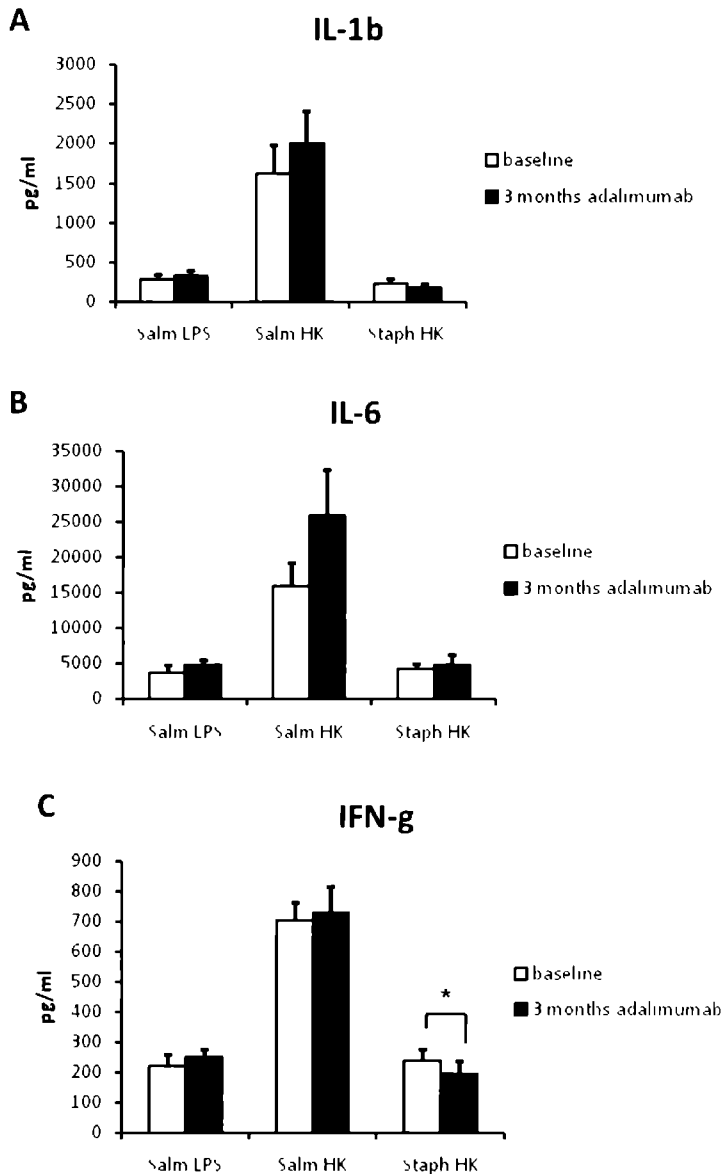 A
IL-1b
3000
2500
2000
1500
1000
500
0
pg/ml
Salm LPS
Salm HK
Staph HK
baseline
3 months adalimumab
B
IL-6
35000
30000
25000
20000
15000
10000
5000
0
pg/ml
Salm LPS
Salm HK
Staph HK
baseline
3 months adalimumab
C
IFN-g
900
800
700
600
500
400
300
200
100
0
pg/ml
*
Salm LPS
Salm HK
Staph HK
baseline
3 months adalimumab